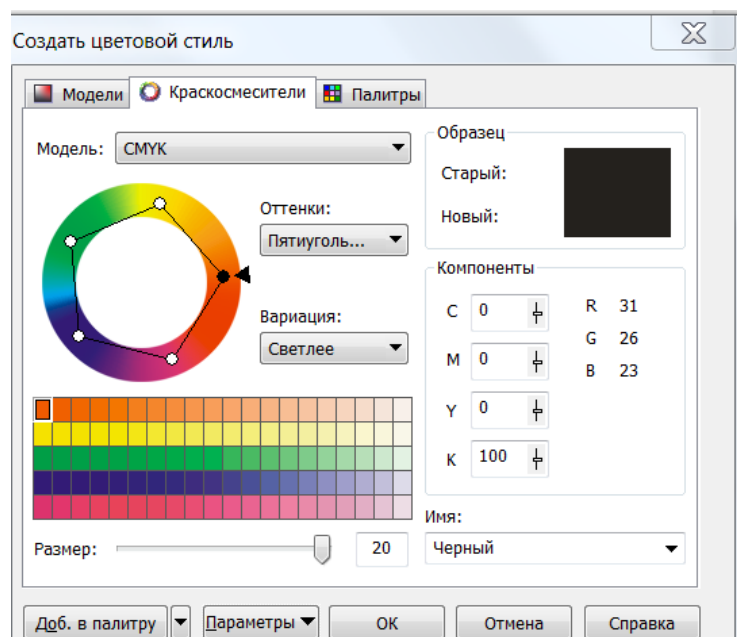 Создать цветовой стиль
Модели Краскосмесители Палитры
Модель: CMYK
Оттенки:
Пятиуголь...
Вариация:
Светлее
Размер: 20
Образец
Старый:
Новый:
Компоненты
C 0 R 31
G 26
M 0 B 23
Y 0
K 100
Имя:
Черный
Доб. в палитру Параметры ОК Отмена Справка